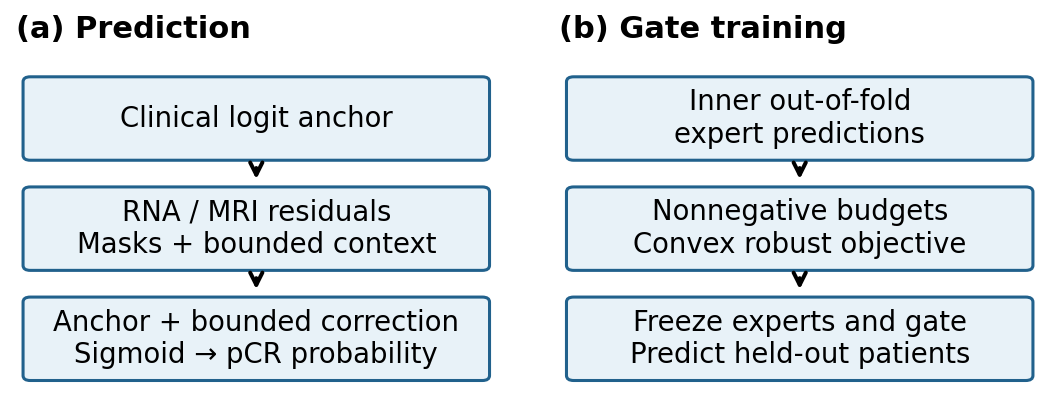 (a) Prediction
Clinical logit anchor
RNA / MRI residuals
Masks + bounded context
Anchor + bounded correction
Sigmoid → pCR probability
(b) Gate training
Inner out-of-fold
expert predictions
Nonnegative budgets
Convex robust objective
Freeze experts and gate
Predict held-out patients